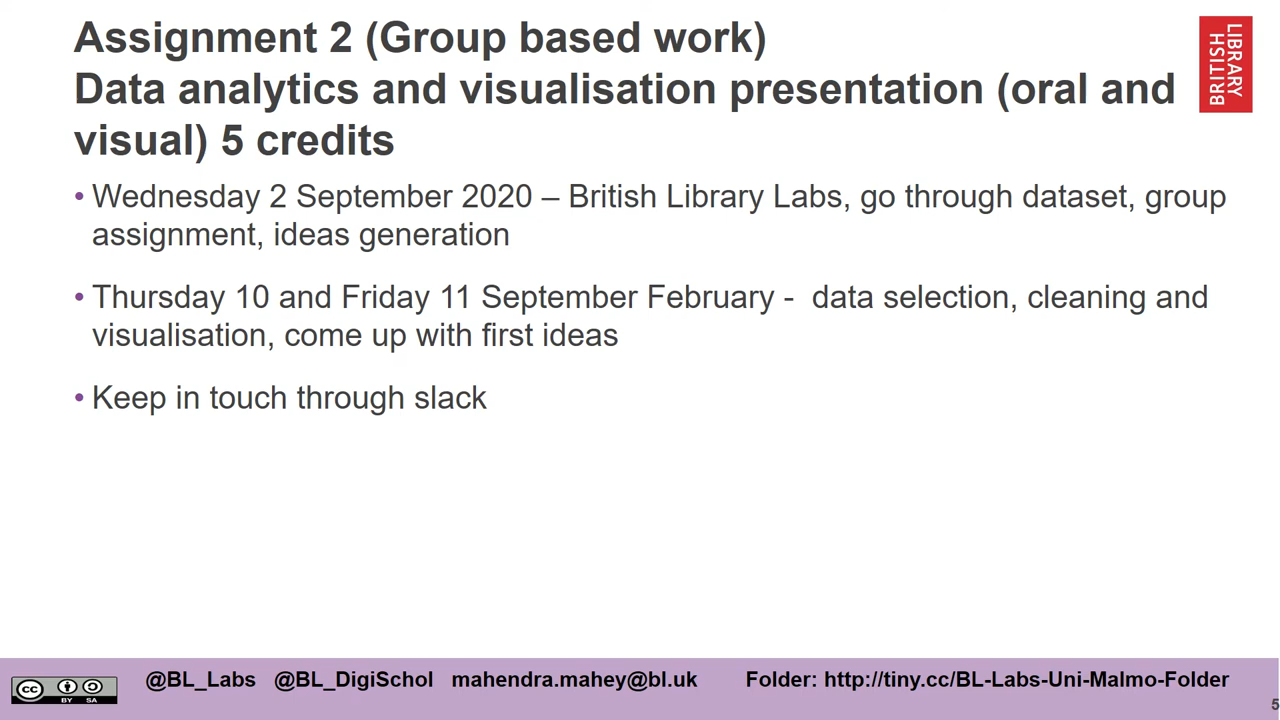 Assignment 2 (Group based work)
Data analytics and visualisation presentation (oral and
visual) 5 credits
BRITISH
LIBRARY
• Wednesday 2 September 2020 – British Library Labs, go through dataset, group
assignment, ideas generation
• Thursday 10 and Friday 11 September February -  data selection, cleaning and
visualisation, come up with first ideas
• Keep in touch through slack
cc BY SA
@BL_Labs @BL_DigiSchol mahendra.mahey@bl.uk Folder: http://tiny.cc/BL-Labs-Uni-Malmo-Folder
5